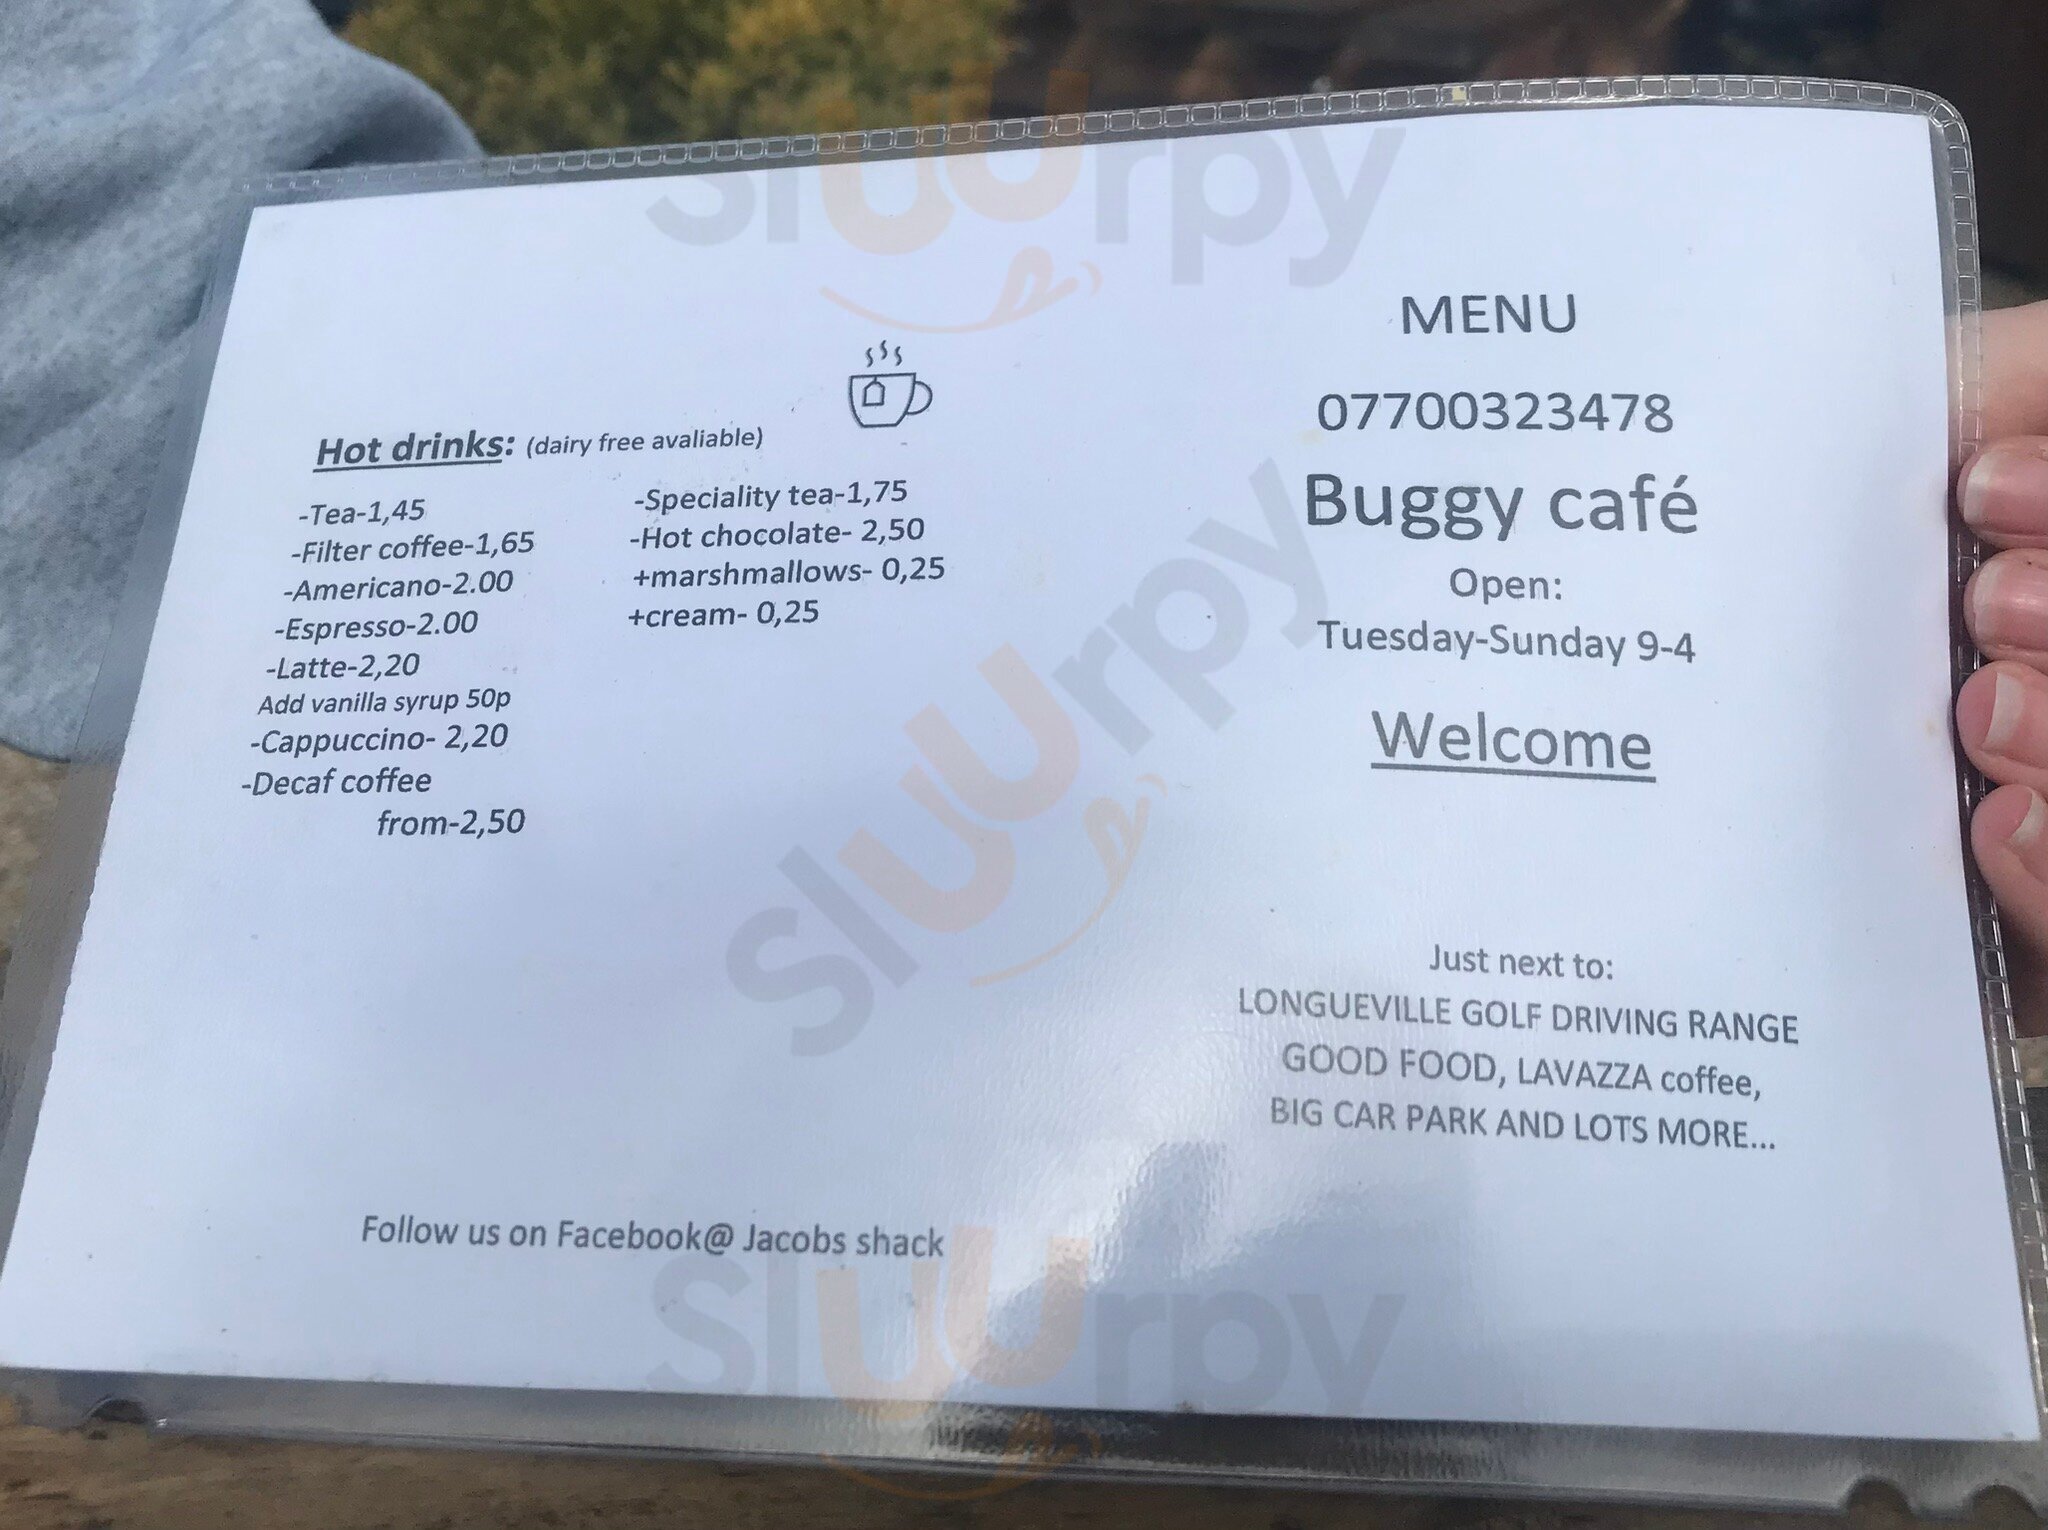 Hot drinks: (dairy free avaliable)
-Tea-1,45
-Filter coffee-1,65
-Americano-2.00
-Espresso-2.00
-Latte-2,20
Add vanilla syrup 50p
-Cappuccino- 2,20
-Decaf coffee
from-2,50
-Speciality tea-1,75
-Hot chocolate- 2,50
+marshmallows- 0,25
+cream- 0,25
Follow us on Facebook@ Jacobs shack
MENU
07700323478
Buggy café
Open:
Tuesday-Sunday 9-4
Welcome
Just next to:
LONGUEVILLE GOLF DRIVING RANGE
GOOD FOOD, LAVAZZA coffee,
BIG CAR PARK AND LOTS MORE...
sluurpy
sluurpy
sluurpy